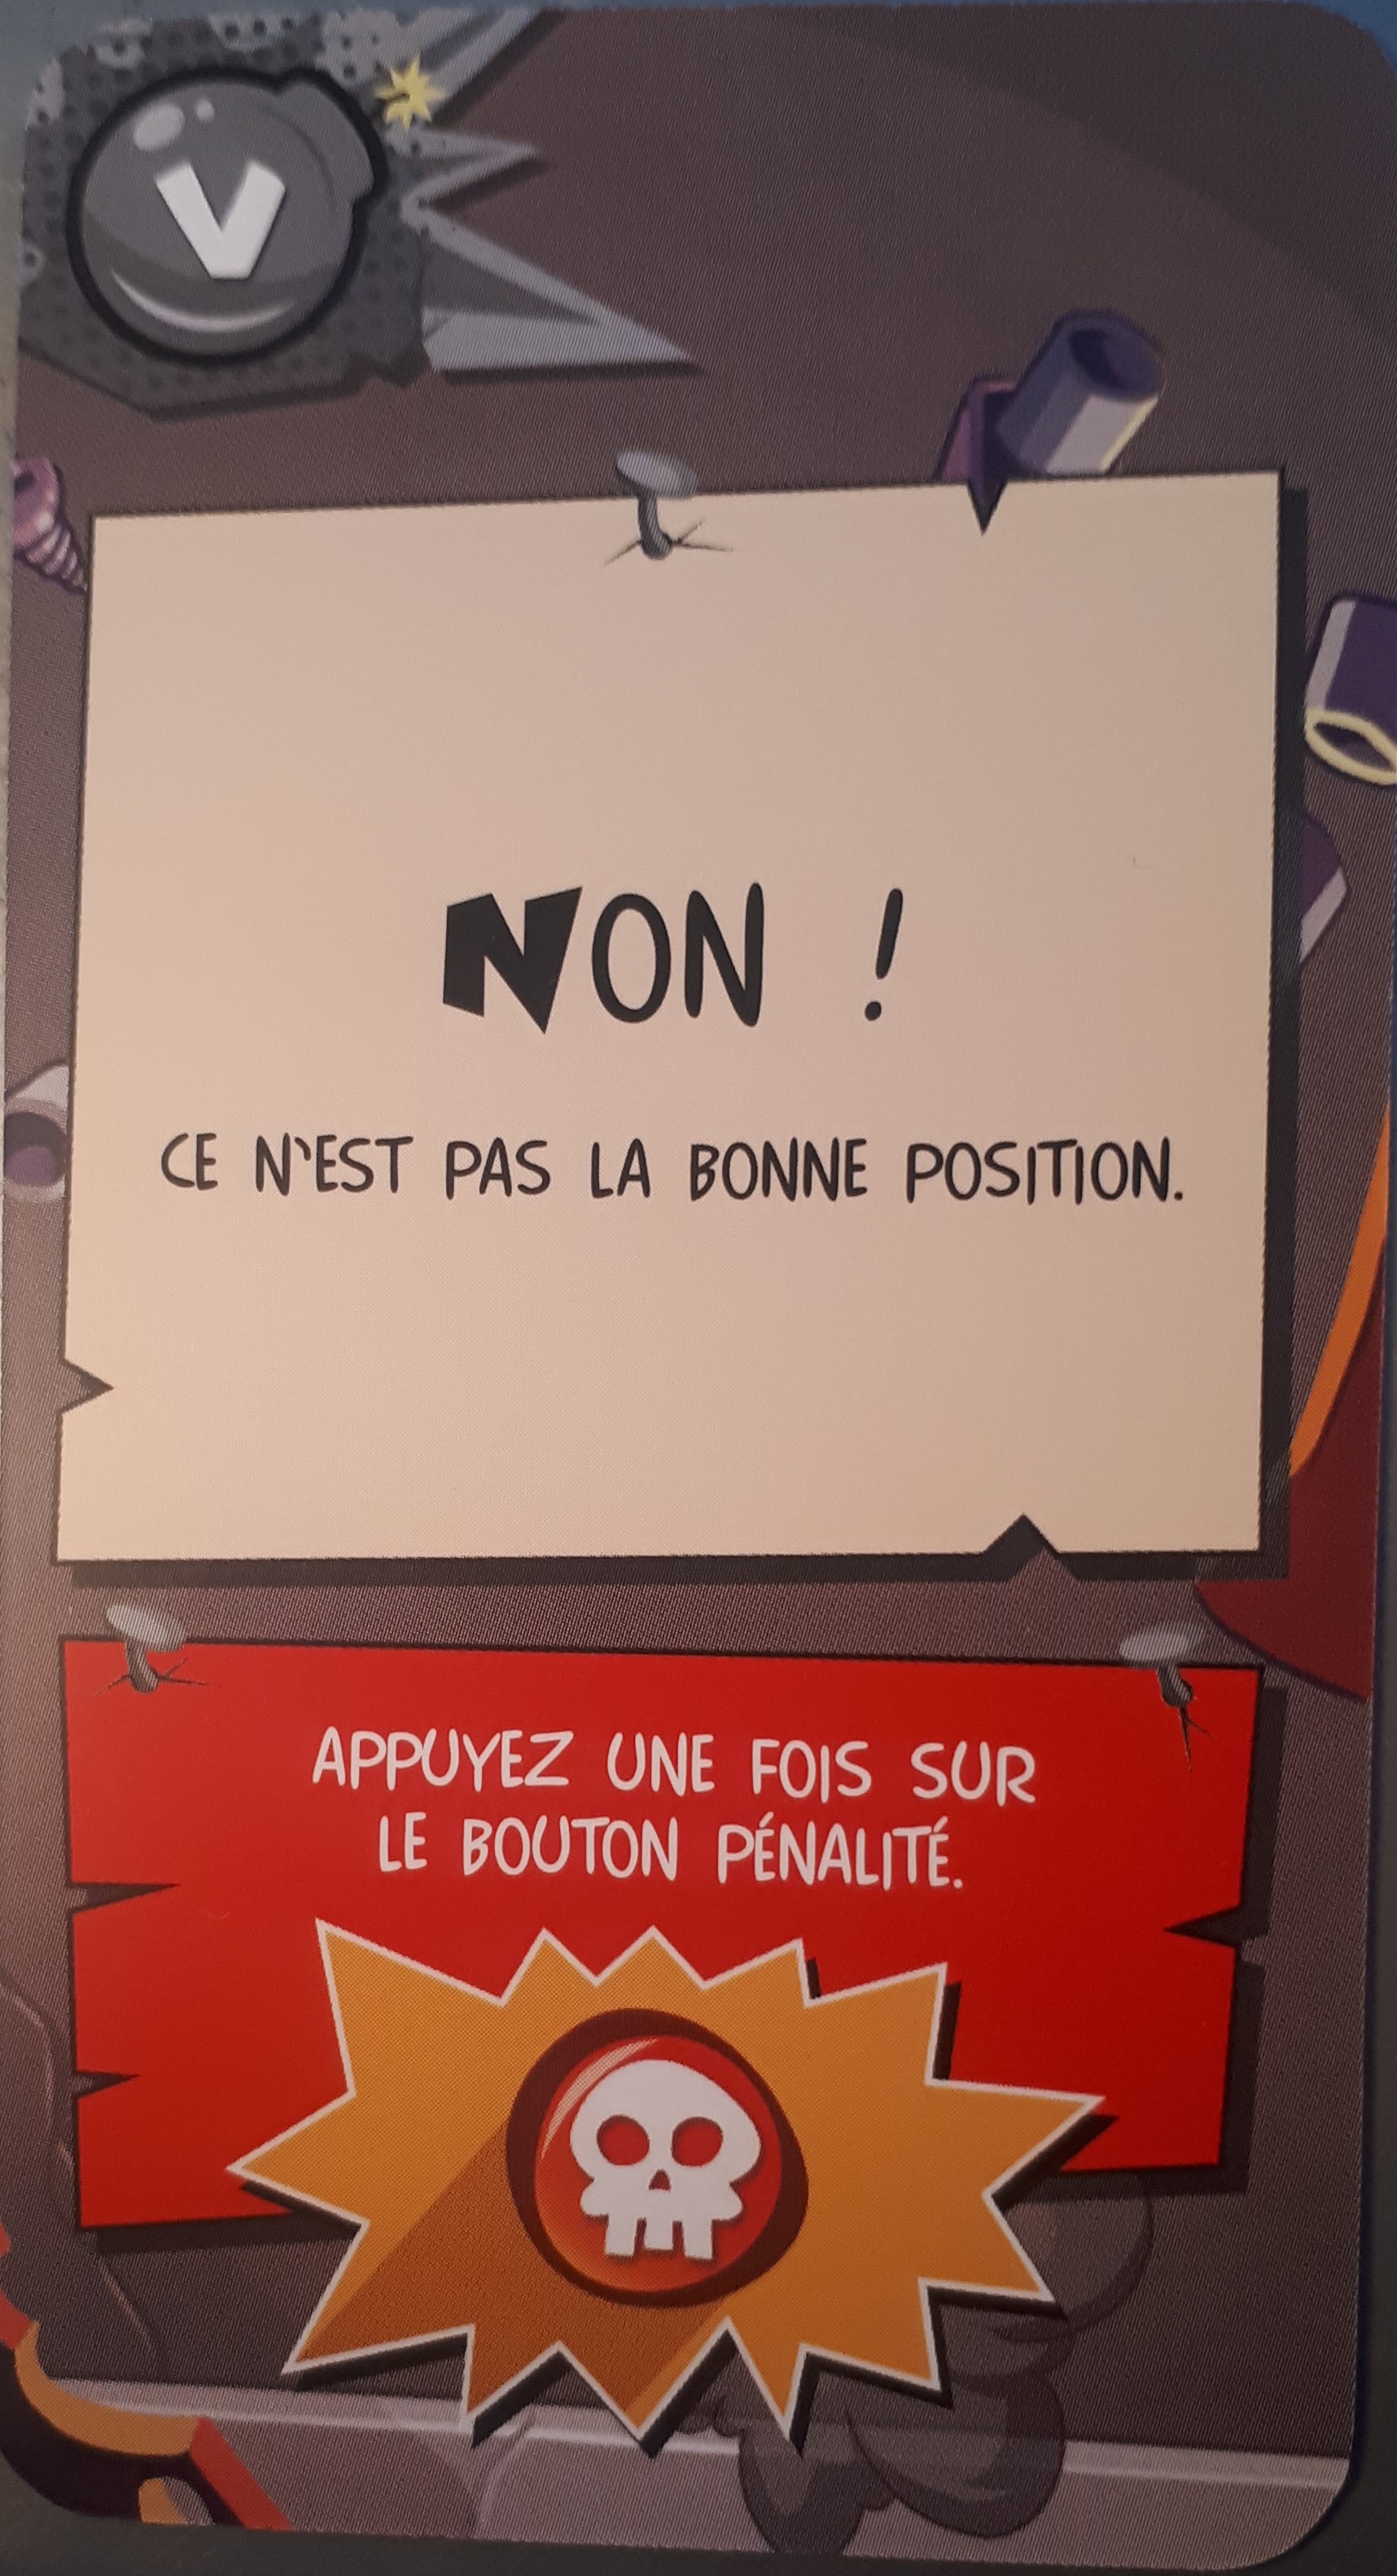 V
NON !
CE N'EST PAS LA BONNE POSITION.
APPUYEZ UNE FOIS SUR
LE BOUTON PÉNALITÉ.